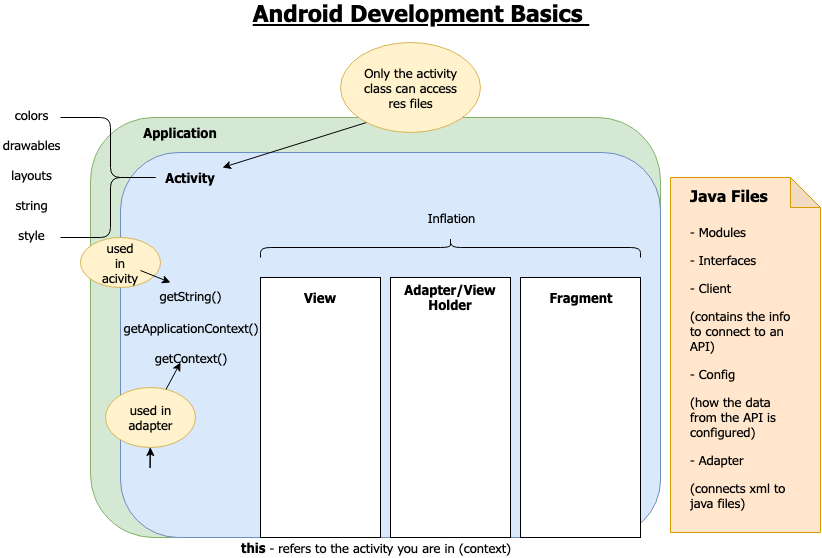 Android Development Basics
Only the activity
class can access
res files
colors
drawables
layouts
string
style
Application
Activity
used
in
acivity
getString()
getApplicationContext()
getContext()
used in
adapter
Inflation
View
Adapter/View
Holder
Fragment
this - refers to the activity you are in (context)
Java Files
- Modules
- Interfaces
- Client
(contains the info
to connect to an
API)
- Config
(how the data
from the API is
configured)
- Adapter
(connects xml to
java files)